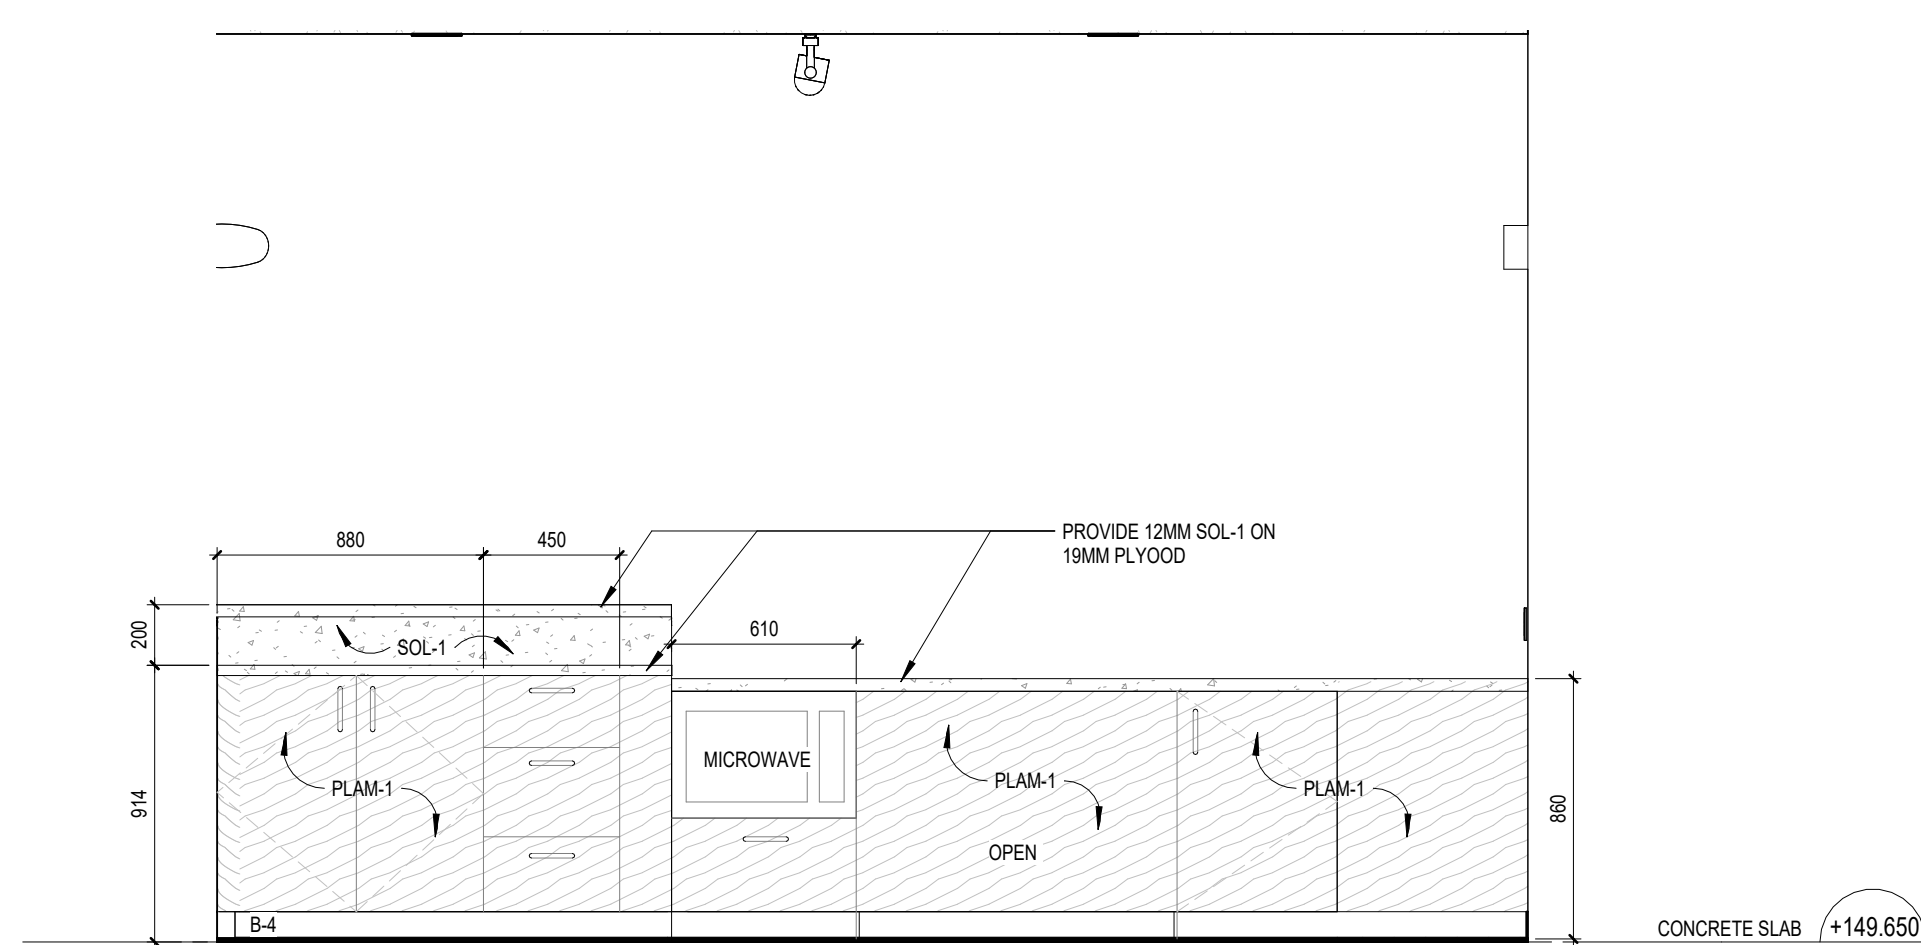 PROVIDE 12MM SOL-1 ON
19MM PLYOOD
880
450
200
SOL-1
610
914
MICROWAVE
PLAM-1
PLAM-1
PLAM-1
860
OPEN
B-4
CONCRETE SLAB
+149.650